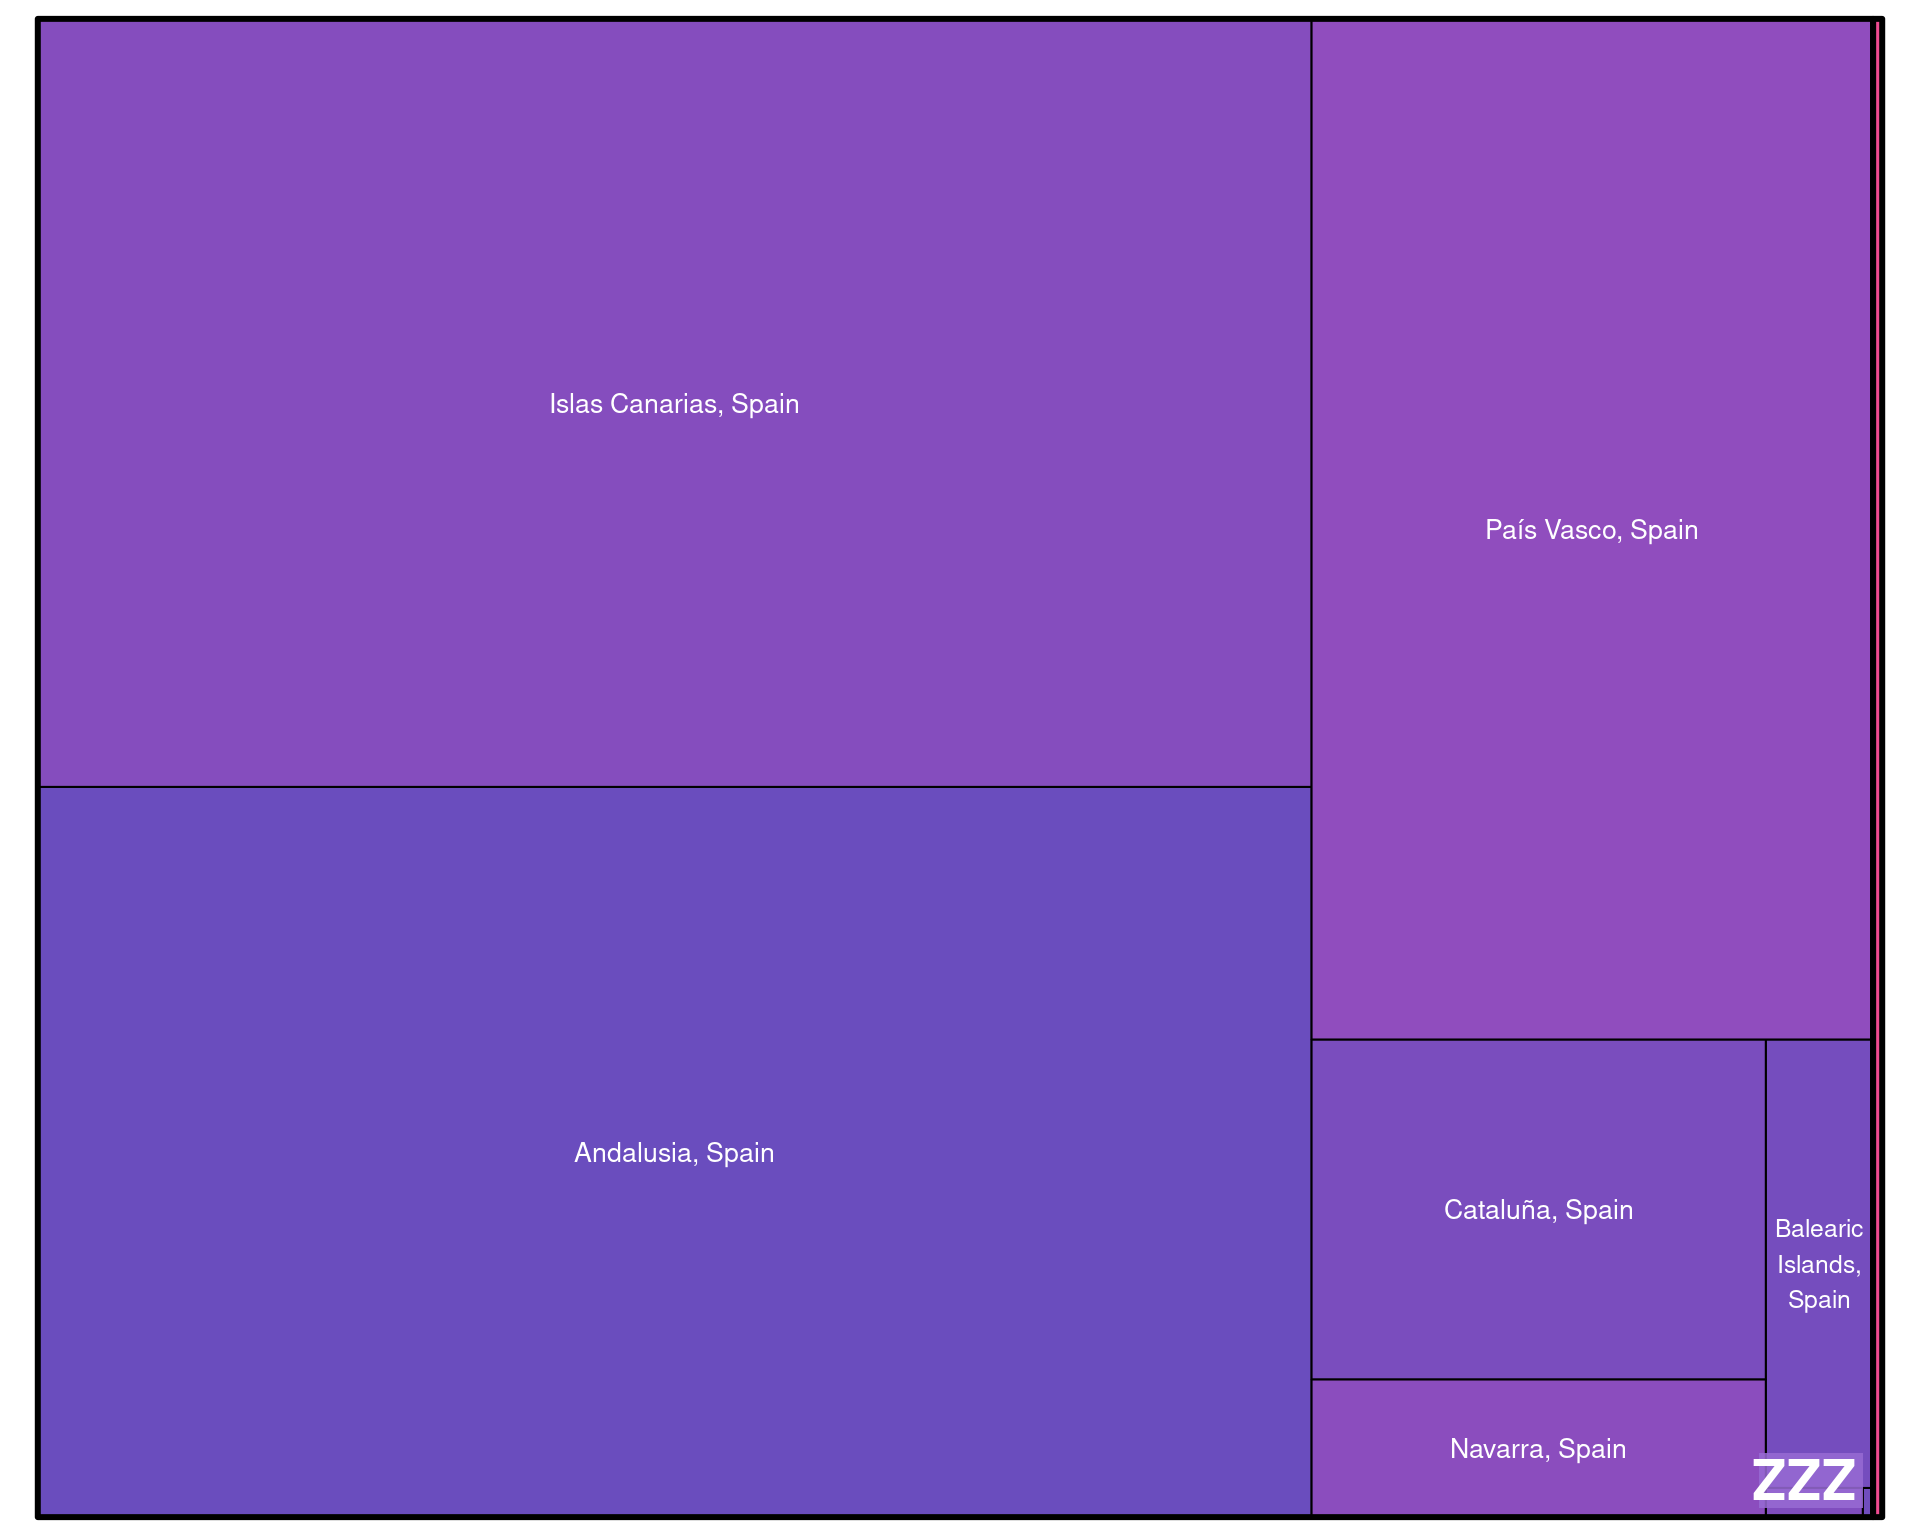 Islas Canarias, Spain
País Vasco, Spain
Andalusia, Spain
Cataluña, Spain
Balearic
Islands,
Spain
Navarra, Spain
ZZZ